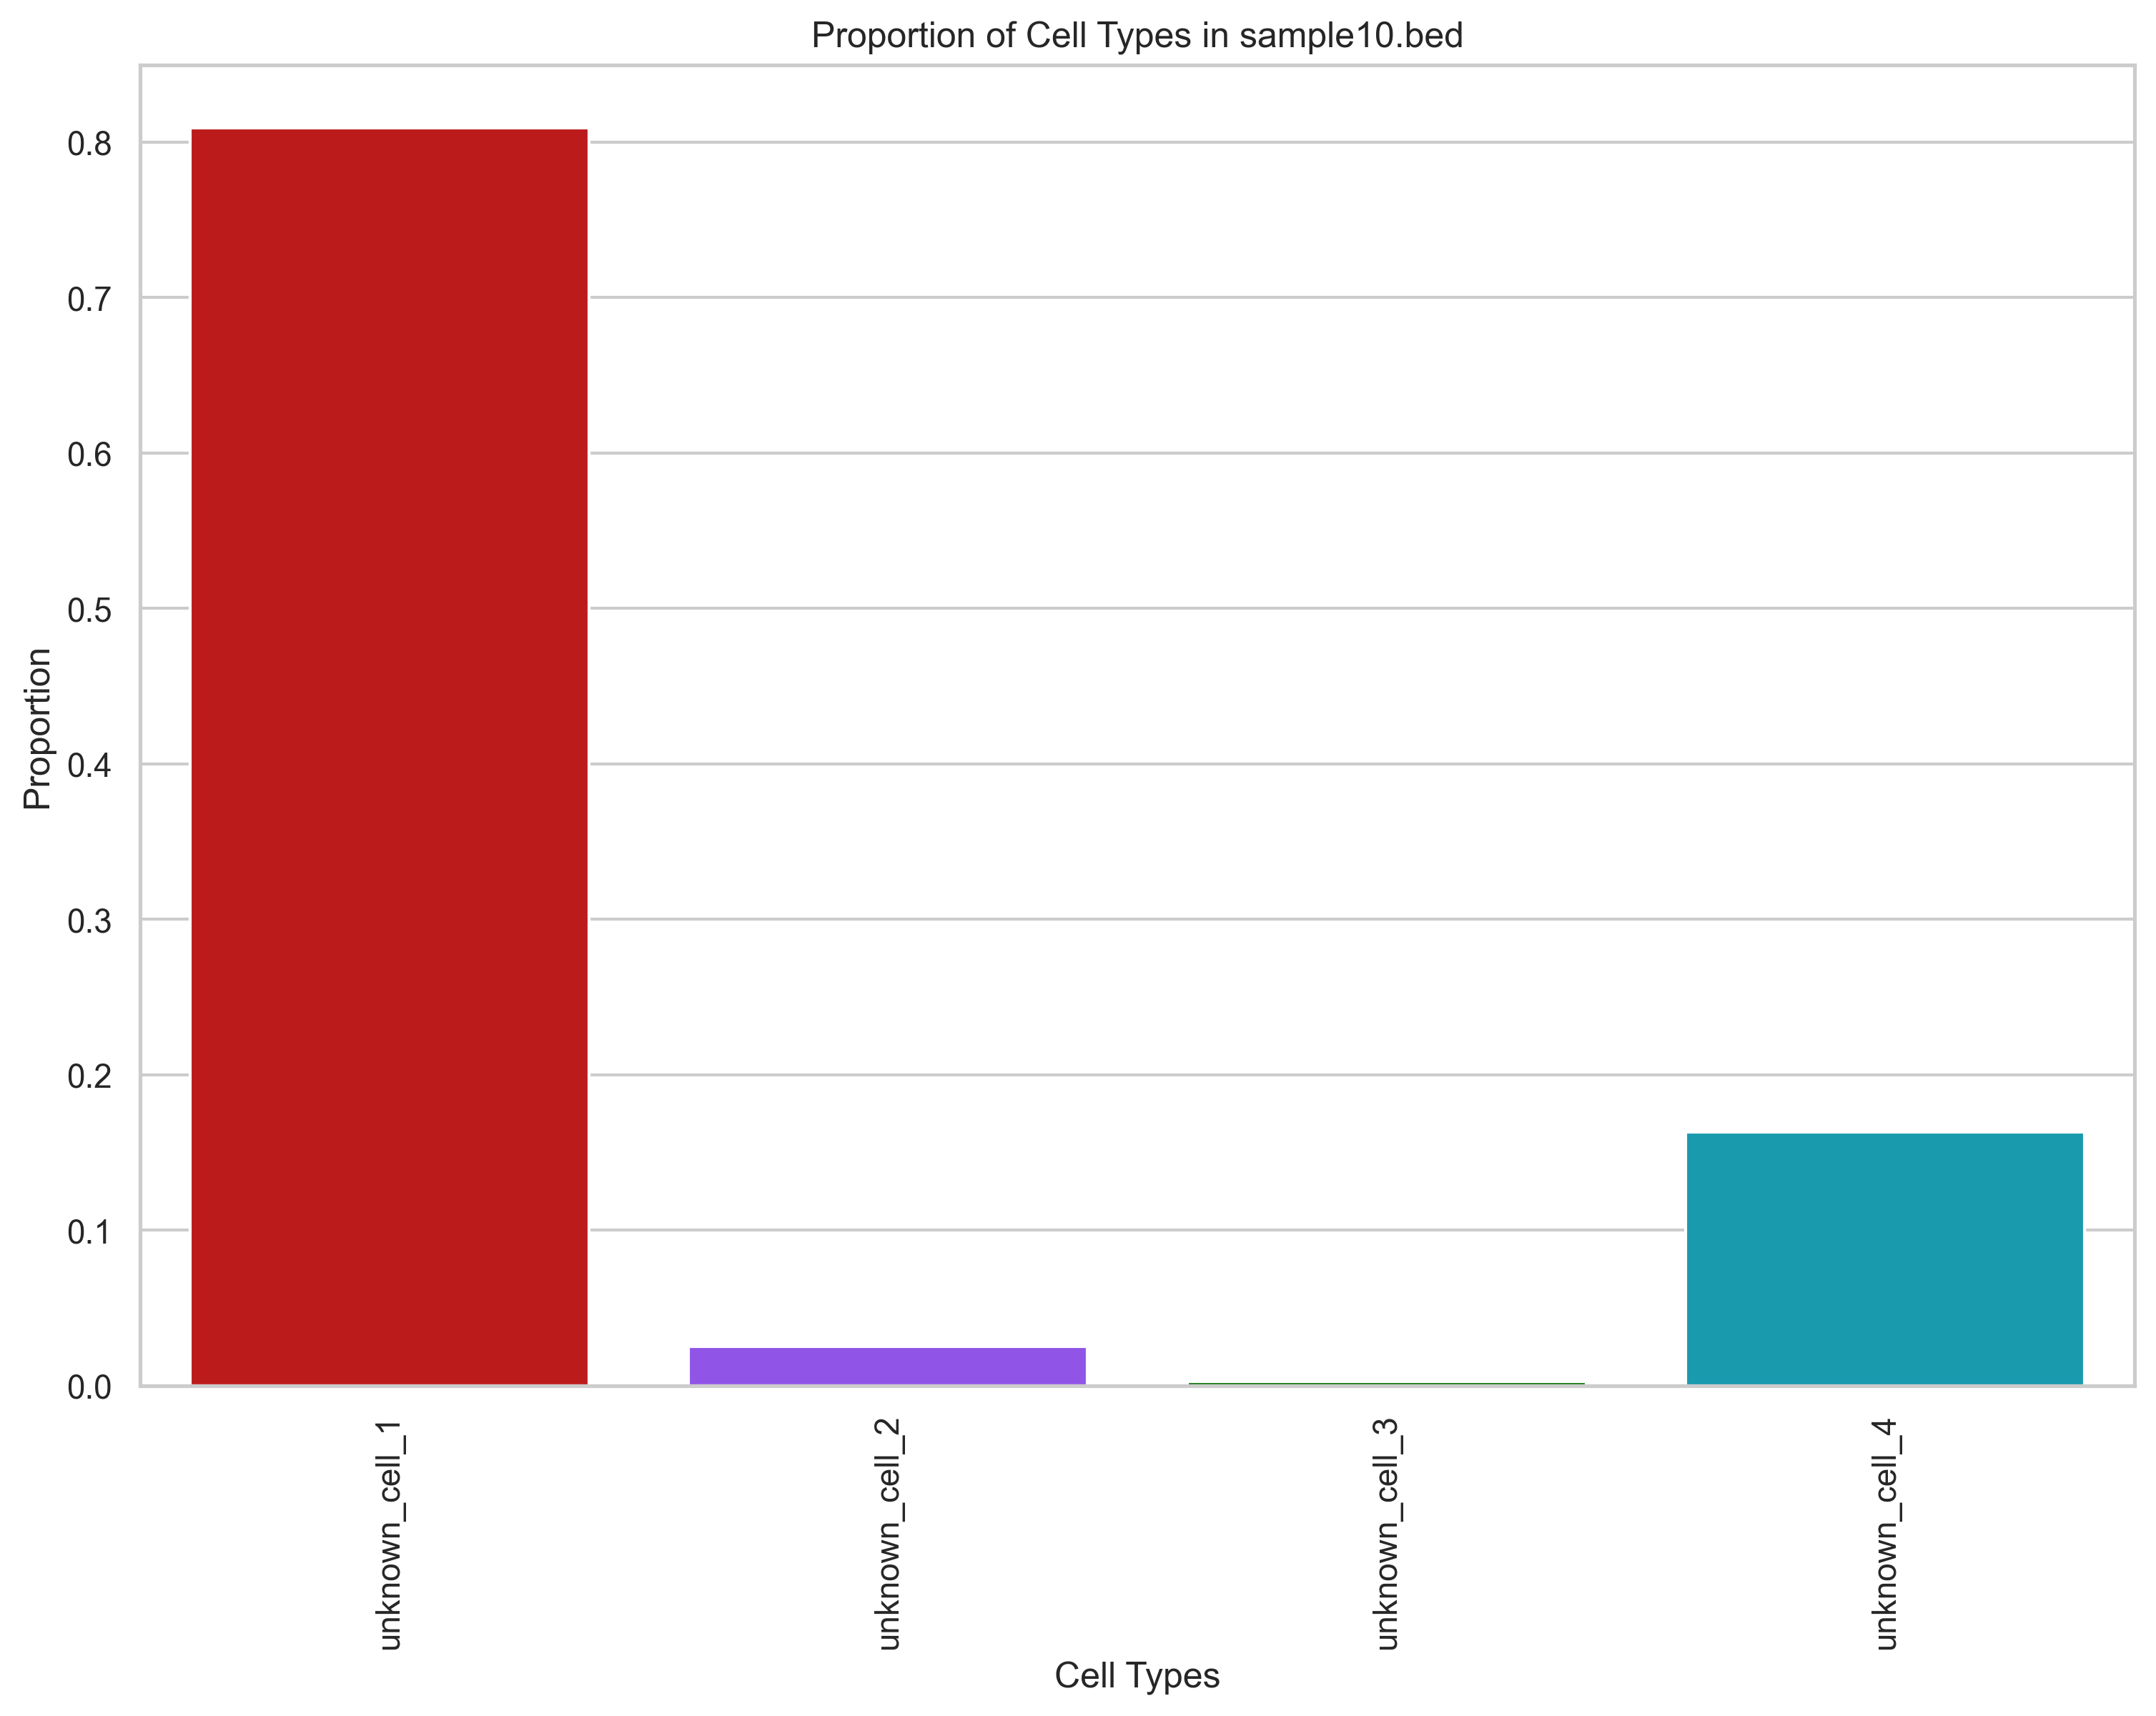 Proportion of Cell Types in sample10.bed
Proportion
0.8
0.7
0.6
0.5
0.4
0.3
0.2
0.1
0.0
unknown_cell_1
unknown_cell_2
unknown_cell_3
unknown_cell_4
Cell Types